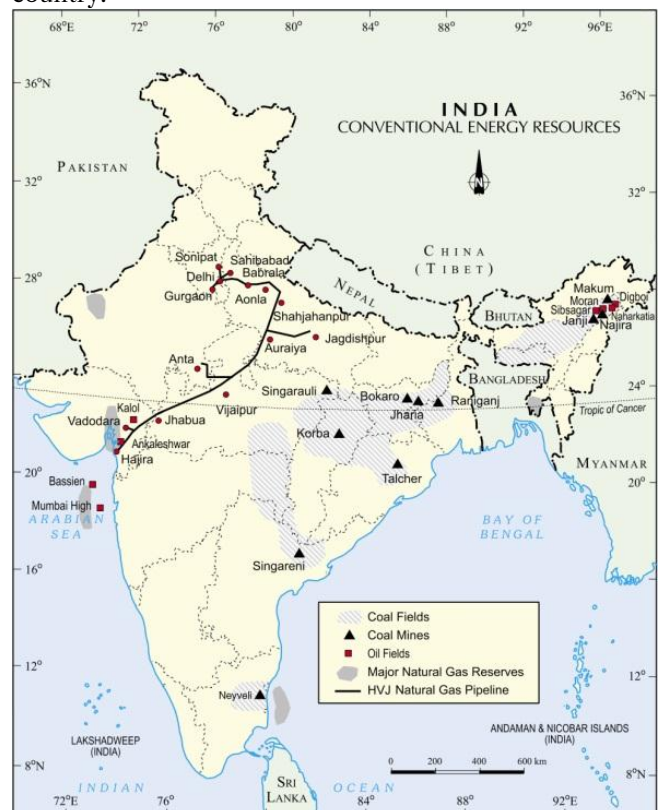 country.
68°E 72° 76° 80° 84° 88° 92° 96°E
36°N
36°N
INDIA
CONVENTIONAL ENERGY RESOURCES
PAKISTAN
N
32°
32°
CHINA
(TIBET)
Sonipat
Sahibabad
Delhi
Babrala
28°
28°
NEPAL
Makum
Digboi
Moran
Gurgaon
Aonla
BHUTAN
Sibsagar
Naharkatia
Shahjahanpur
Janji
Najira
Jagdishpur
Auraiya
Anta
BANGLADESH
24°
24°
Singarauli
Bokaro
Raniganj
Kalol
Jharia
Tropic of Cancer
Vijaipur
Vadodara
Jhabua
Korba
Ankaleshwar
Hajira
Talcher
MYANMAR
20°
20°
Bassien
Mumbai High
ARABIAN
SEA
BAY OF
BENGAL
Singareni
16°
16°
Coal Fields
Coal Mines
Oil Fields
Major Natural Gas Reserves
HVJ Natural Gas Pipeline
12°
12°
Neyveli
LAKSHADWEEP
(INDIA)
ANDAMAN & NICOBAR ISLANDS
(INDIA)
8°N
0 200 400 600 km
8°N
INDIAN
SRI
LANKA
OCEAN
72° 76° 84° 88° 92°E